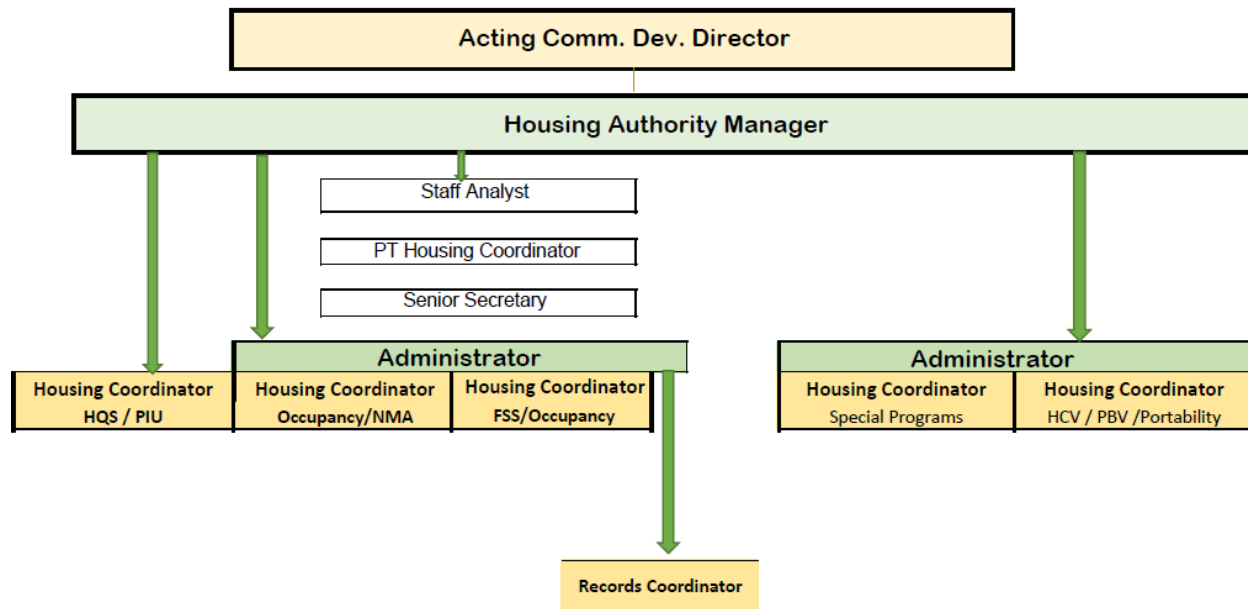 Acting Comm. Dev. Director
Housing Authority Manager
Staff Analyst
PT Housing Coordinator
Senior Secretary
Administrator
Administrator
Housing Coordinator
HQS / PIU
Housing Coordinator
Occupancy/NMA
Housing Coordinator
FSS/Occupancy
Housing Coordinator
Special Programs
Housing Coordinator
HCV / PBV /Portability
Records Coordinator